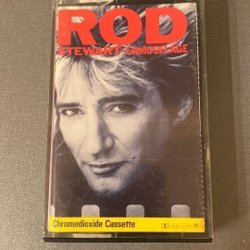 ROD
STEWART CAMOUFLAGE
Chromedioxide Cassette